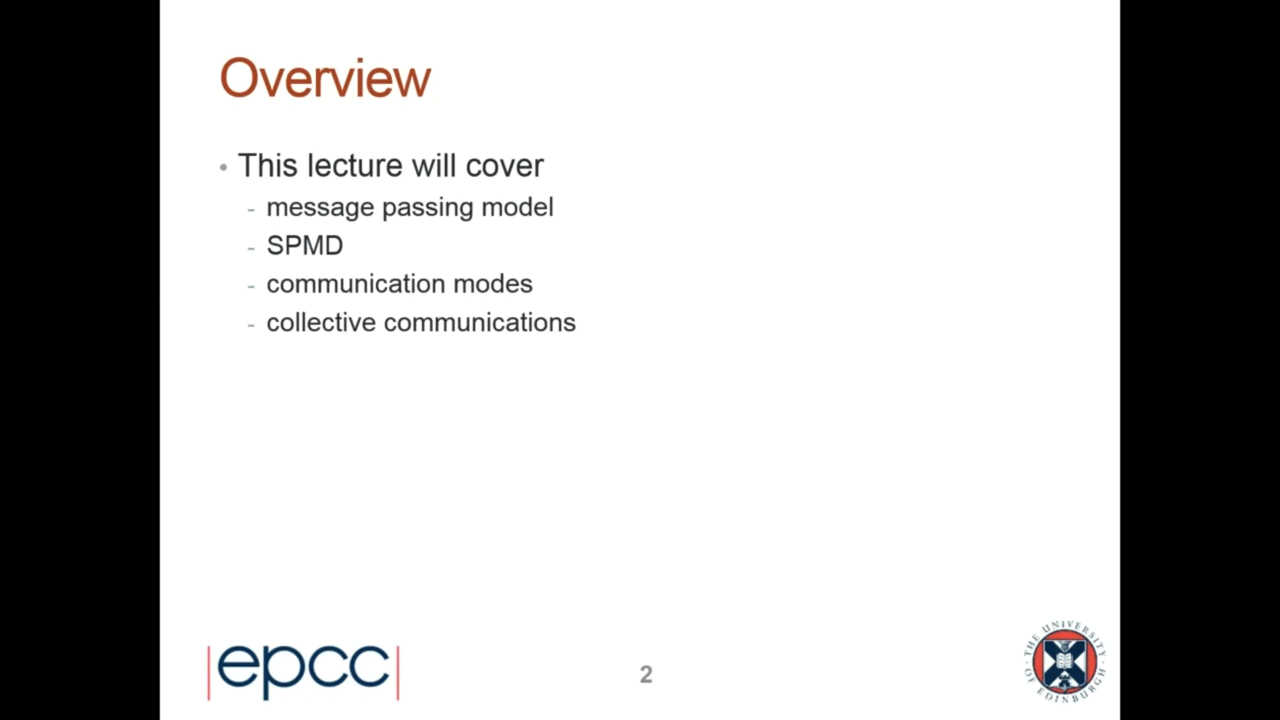 Overview
• This lecture will cover
- message passing model
- SPMD
- communication modes
- collective communications
|epcc|
2
THE UNIVERSITY OF EDINBURGH